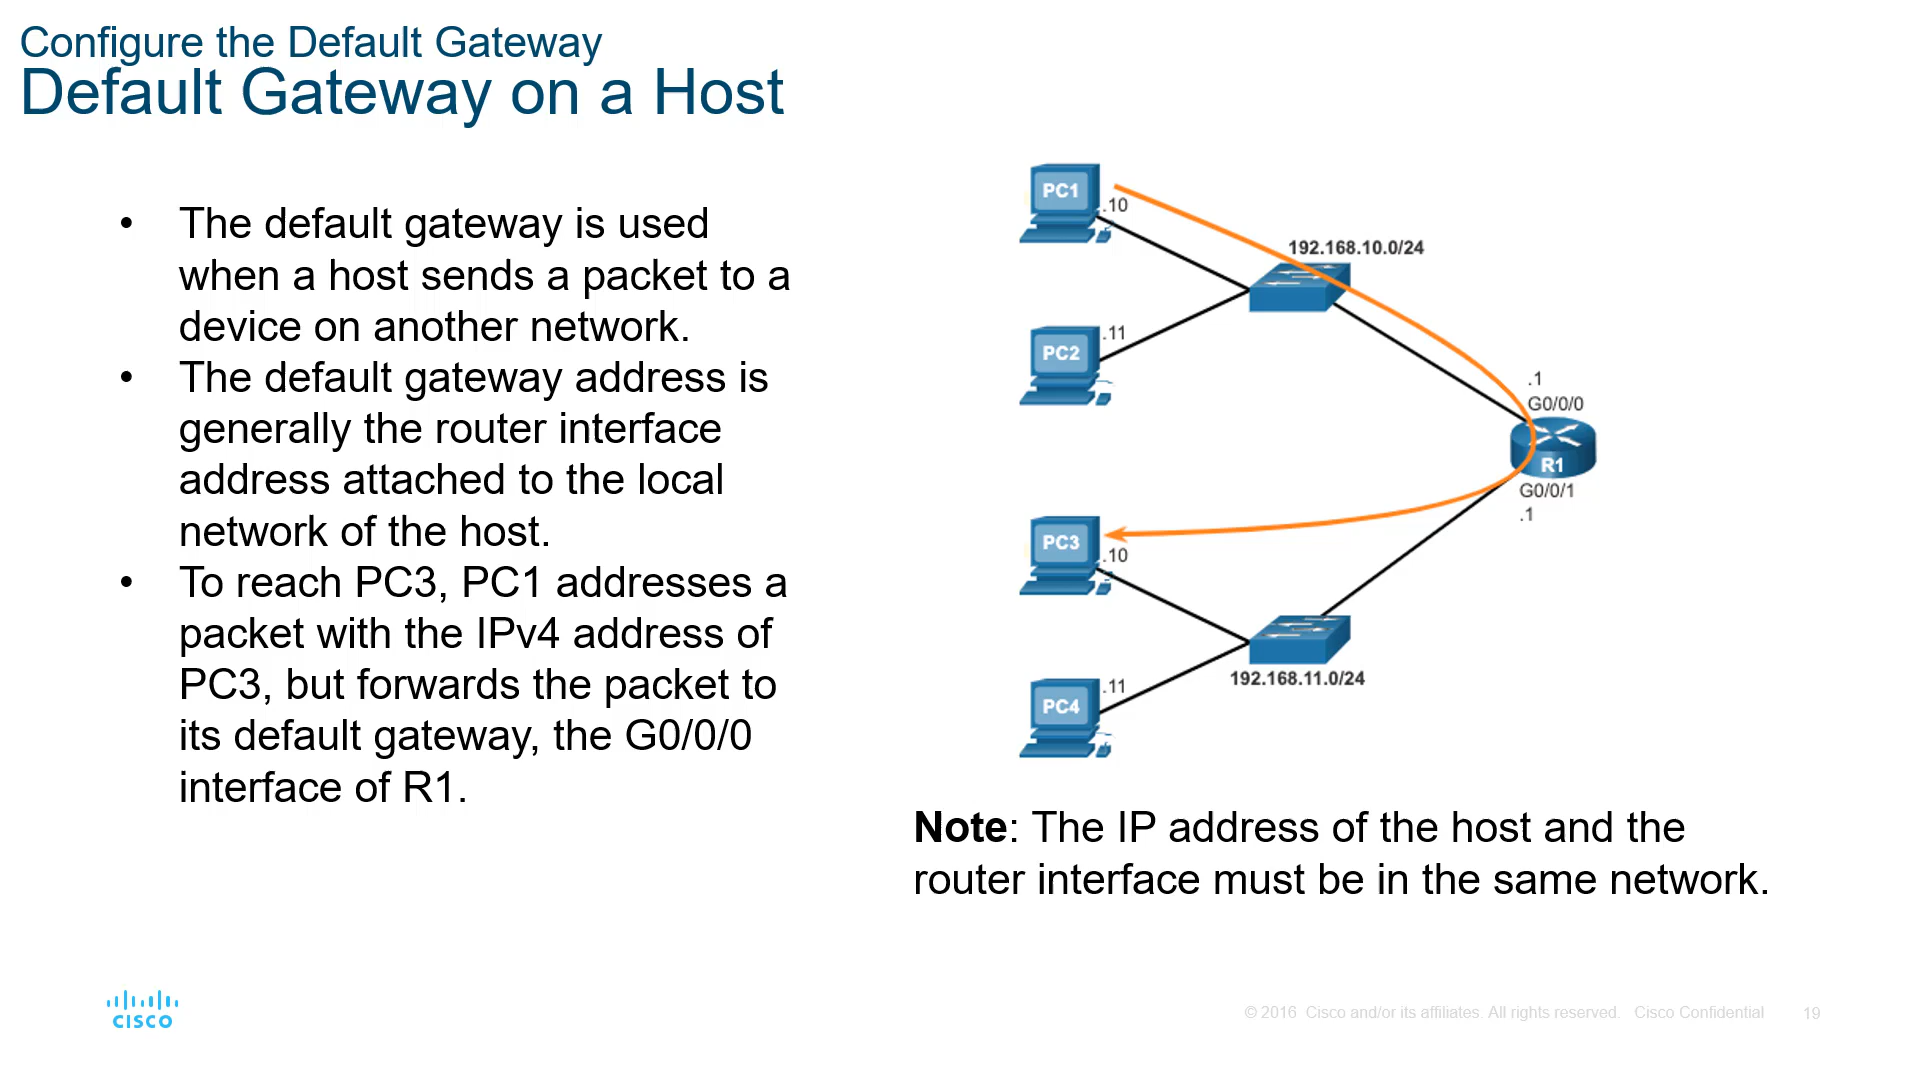 Configure the Default Gateway
Default Gateway on a Host
• The default gateway is used
when a host sends a packet to a
device on another network.
• The default gateway address is
generally the router interface
address attached to the local
network of the host.
• To reach PC3, PC1 addresses a
packet with the IPv4 address of
PC3, but forwards the packet to
its default gateway, the G0/0/0
interface of R1.
PC1
.10
192.168.10.0/24
PC2
.11
.1
G0/0/0
R1
G0/0/1
.1
PC3
.10
192.168.11.0/24
PC4
.11
Note: The IP address of the host and the
router interface must be in the same network.
CISCO
© 2016 Cisco and/or its affiliates. All rights reserved. Cisco Confidential
19